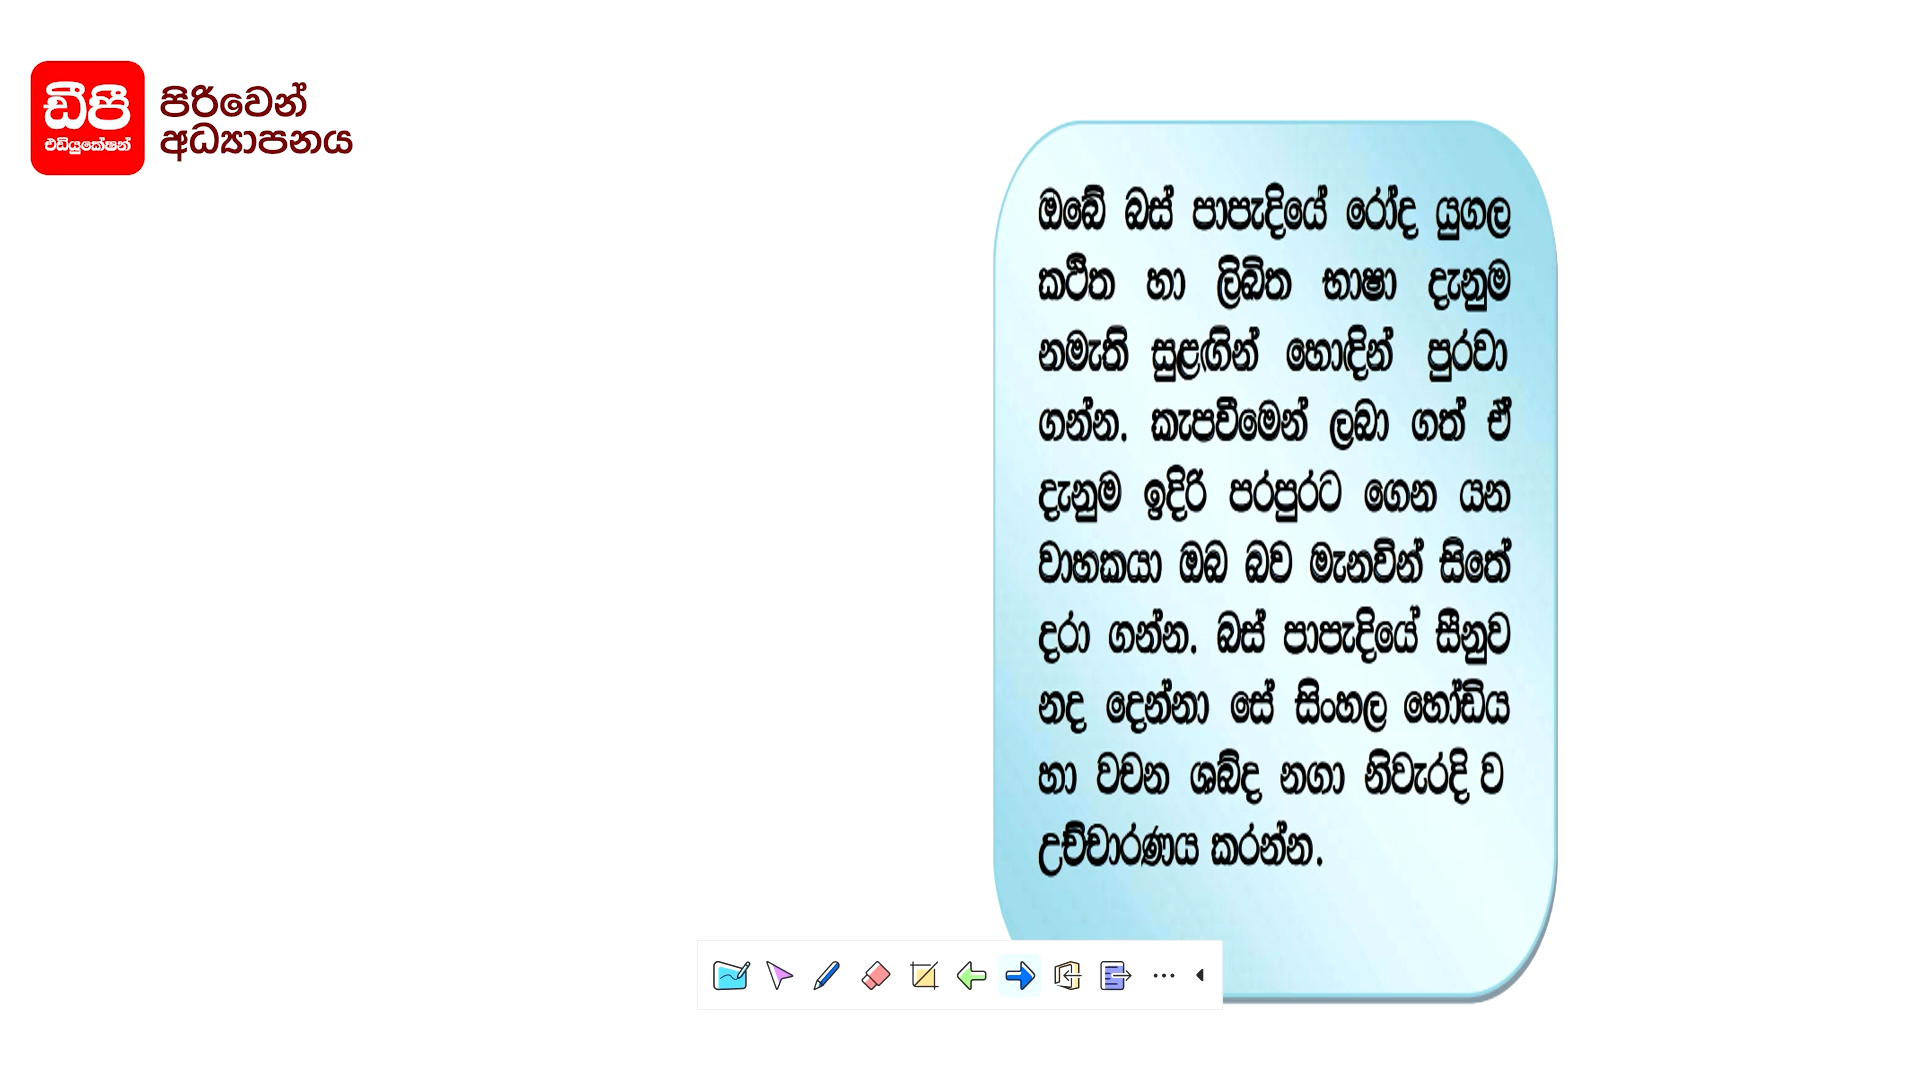 ඩීපී
එඩියුකේෂන්
පිරිවෙන්
අධ්‍යාපනය
ඔබේ බස් පාපැදියේ රෝද යුගල
කථිත හා ලිඛිත භාෂා දැනුම
නමැති සුළඟින් හොඳින් පුරවා
ගන්න. කැපවීමෙන් ලබා ගත් ඒ
දැනුම ඉදිරි පරපුරට ගෙන යන
වාහකයා ඔබ බව මැනවින් සිතේ
දරා ගන්න. බස් පාපැදියේ සීනුව
නද දෙන්නා සේ සිංහල හෝඩිය
හා වචන ශබ්ද නගා නිවැරදි ව
උච්චාරණය කරන්න.